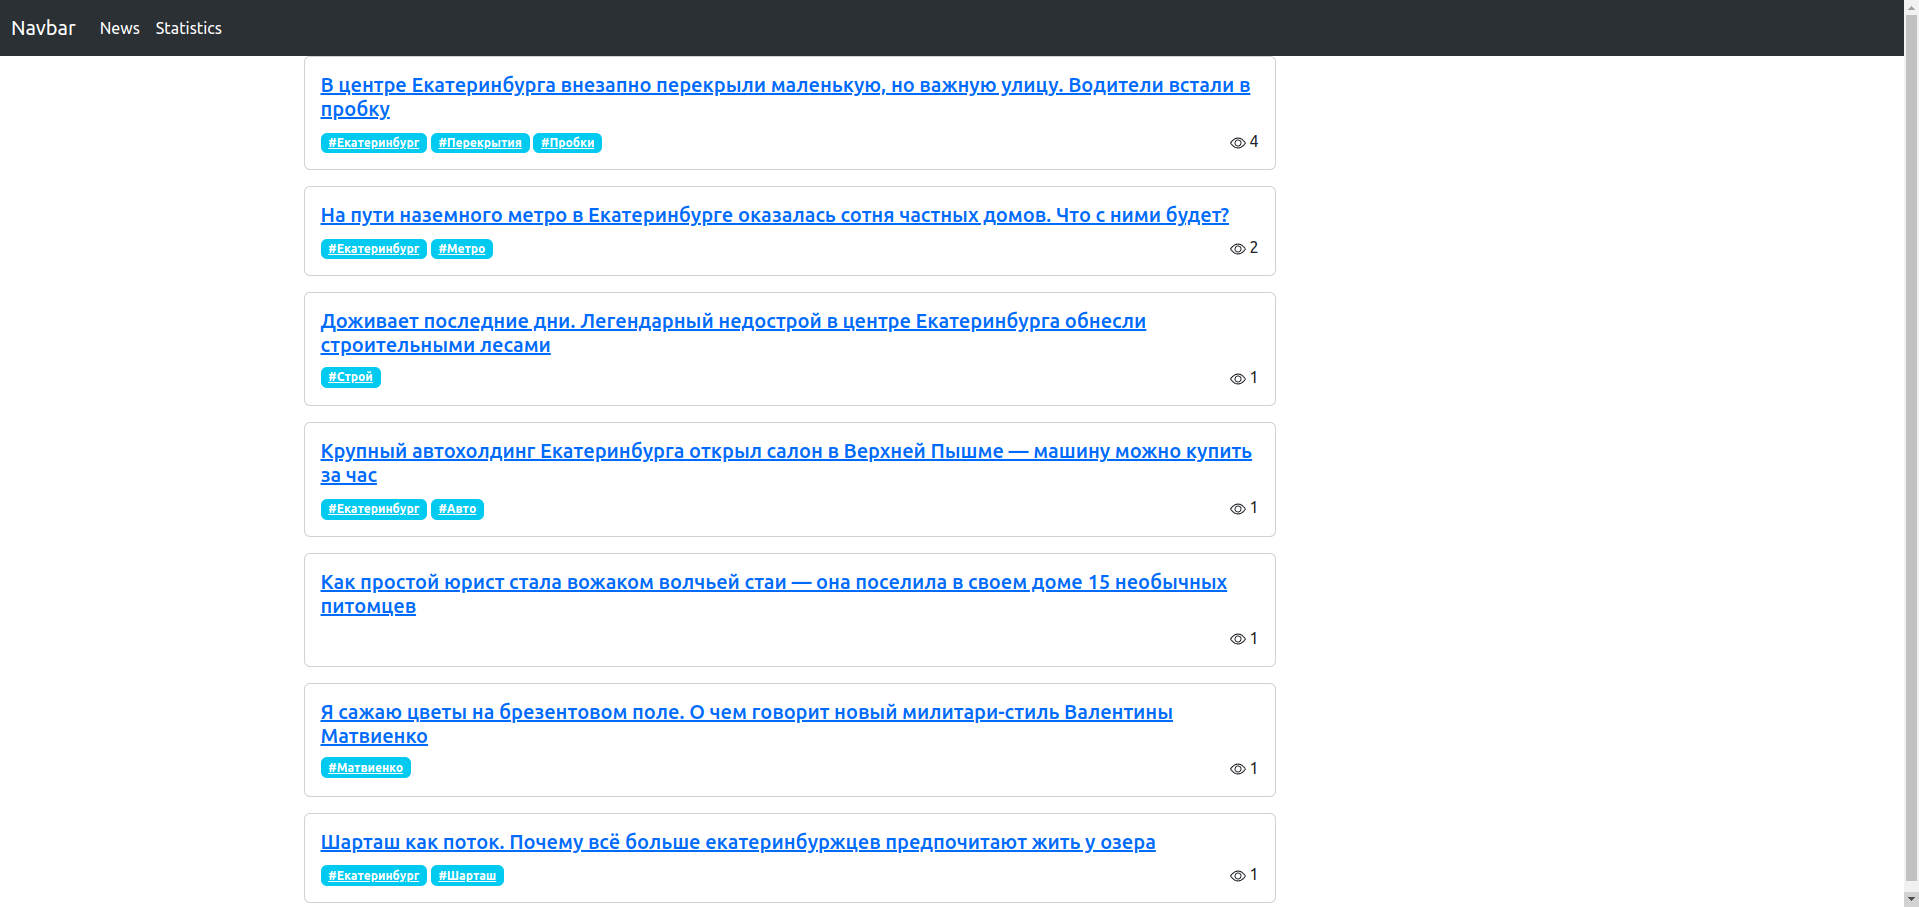 Navbar News Statistics
В центре Екатеринбурга внезапно перекрыли маленькую, но важную улицу. Водители встали в
пробку
#Екатеринбург #Перекрытия #Пробки 4
На пути наземного метро в Екатеринбурге оказалась сотня частных домов. Что с ними будет?
#Екатеринбург #Метро 2
Доживает последние дни. Легендарный недострой в центре Екатеринбурга обнесли
строительными лесами
#Строй 1
Крупный автохолдинг Екатеринбурга открыл салон в Верхней Пышме — машину можно купить
за час
#Екатеринбург #Авто 1
Как простой юрист стала вожаком волчьей стаи — она поселила в своем доме 15 необычных
питомцев
1
Я сажаю цветы на брезентовом поле. О чем говорит новый милитари-стиль Валентины
Матвиенко
#Матвиенко 1
Шарташ как поток. Почему всё больше екатеринбуржцев предпочитают жить у озера
#Екатеринбург #Шарташ 1